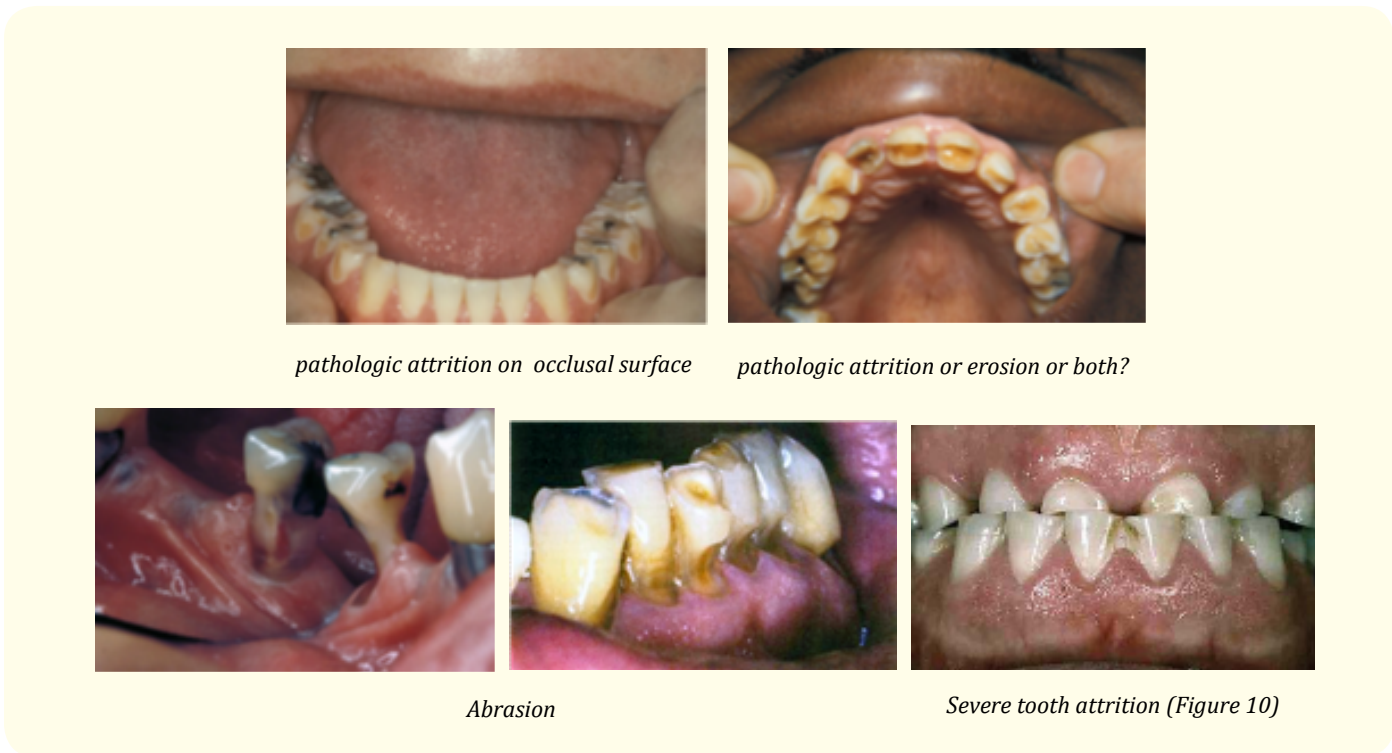 pathologic attrition on occlusal surface
pathologic attrition or erosion or both?
Abrasion
Severe tooth attrition (Figure 10)